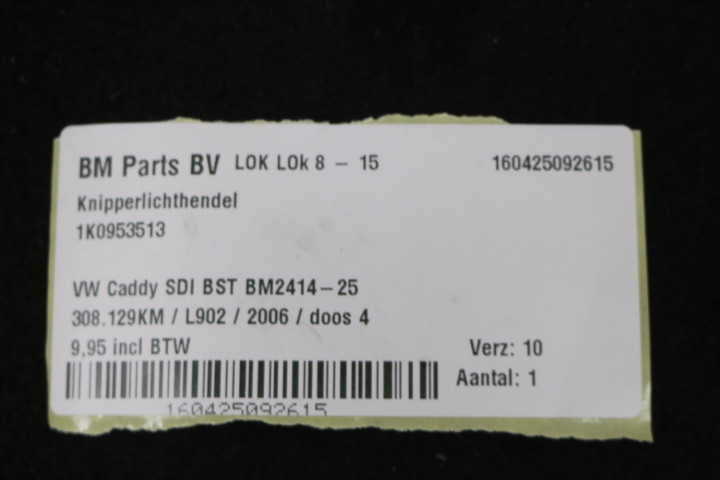 BM Parts BV LOK LOk 8 – 15 160425092615
Knipperlichthendel
1K0953513
VW Caddy SDI BST BM2414–25
308.129KM / L902 / 2006 / doos 4
9,95 incl BTW Verz: 10
Aantal: 1
160425092615